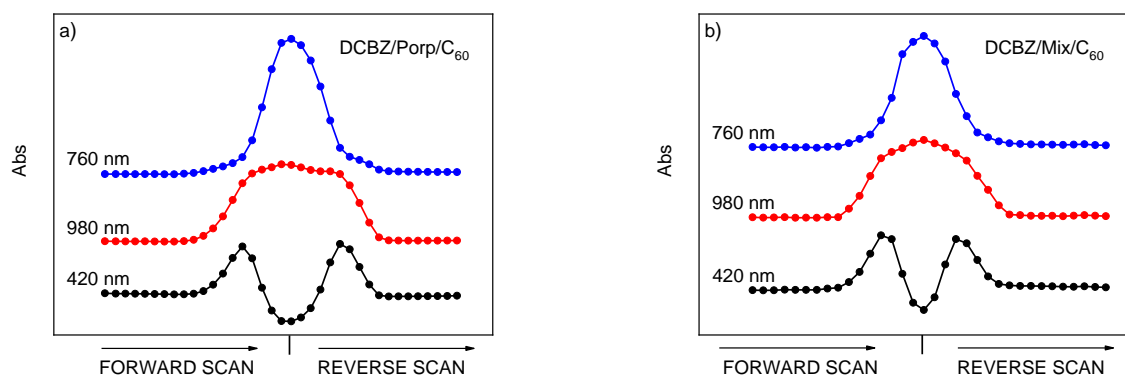 a)
DCBZ/Porp/C60
Abs
760 nm
980 nm
420 nm
FORWARD SCAN
REVERSE SCAN
b)
DCBZ/Mix/C60
Abs
760 nm
980 nm
420 nm
FORWARD SCAN
REVERSE SCAN